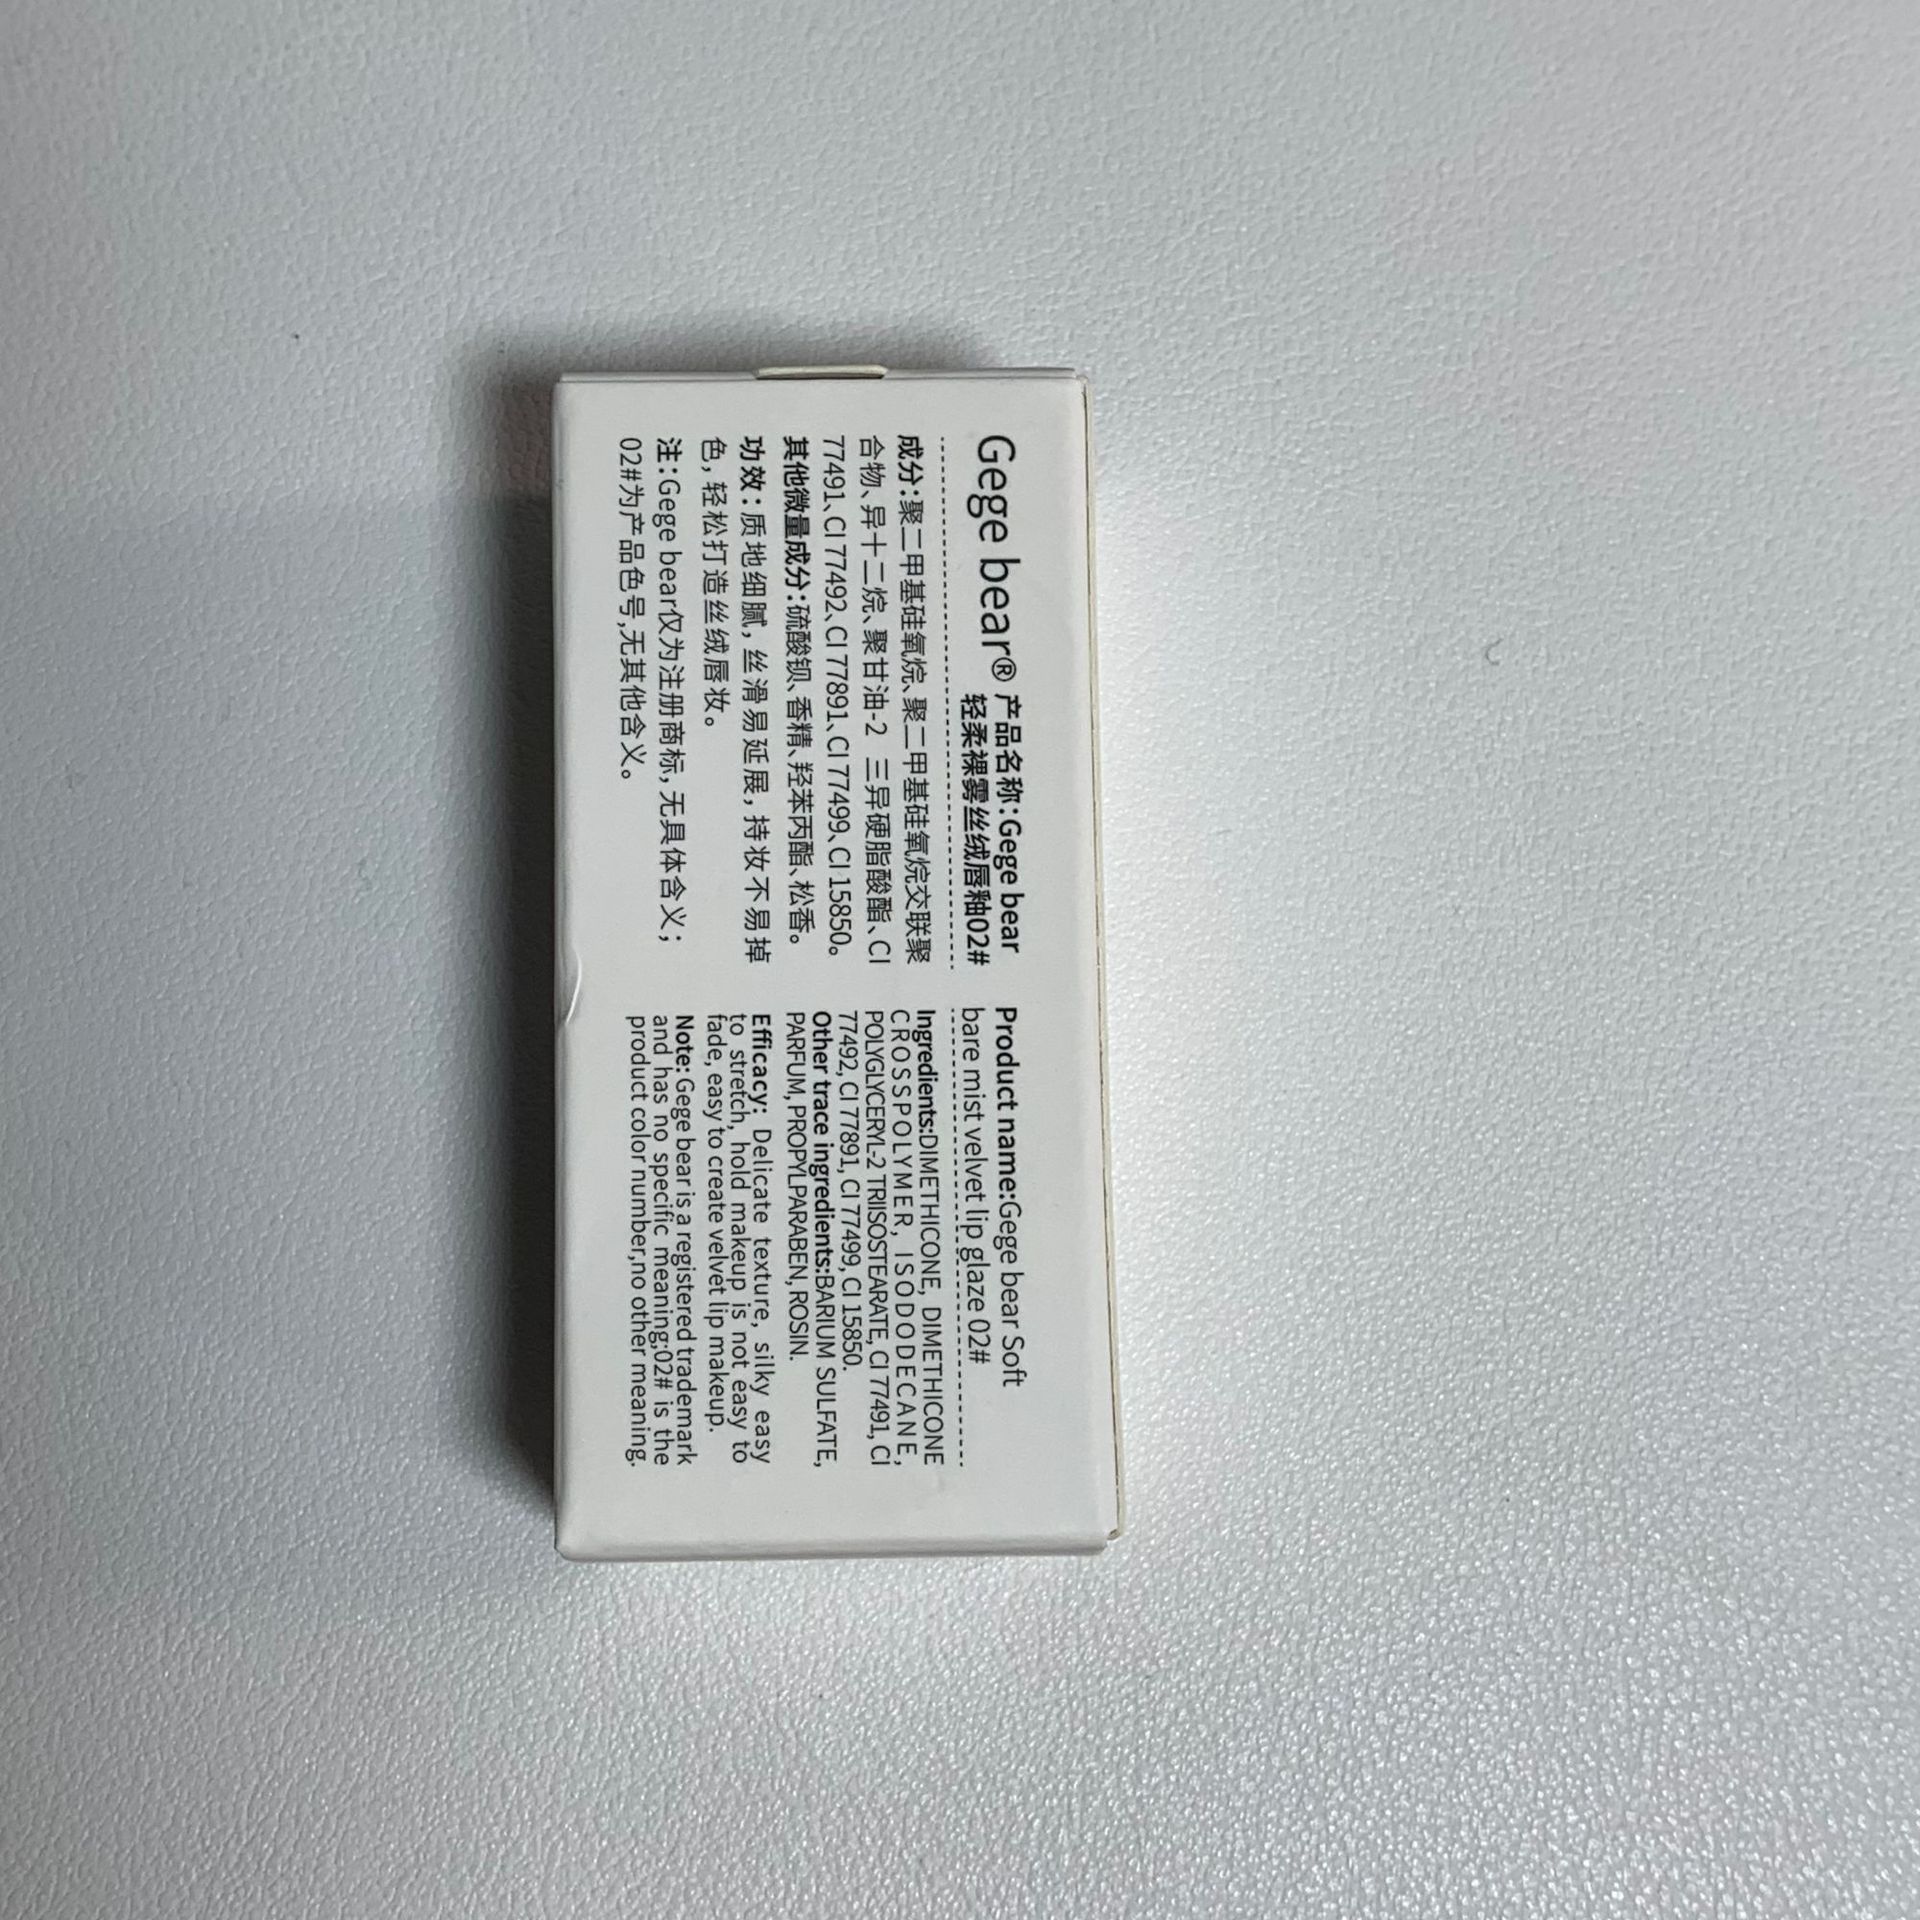 Gege bear® 产品名称:Gege bear
轻柔裸雾丝绒唇釉02#
成分:聚二甲基硅氧烷、聚二甲基硅氧烷交联聚
合物、异十二烷、聚甘油-2 三异硬脂酸酯、CI
77491、CI 77492、CI 77891、CI 77499、CI 15850。
其他微量成分:硫酸钡、香精、羟苯丙酯、松香。
功效:质地细腻,丝滑易延展,持妆不易掉
色,轻松打造丝绒唇妆。
注:Gege bear仅为注册商标,无具体含义;
02#为产品色号,无其他含义。
Product name:Gege bear Soft
bare mist velvet lip glaze 02#
Ingredients:DIMETHICONE, DIMETHICONE
CROSSPOLYMER, ISODODECANE,
POLYGLYCERYL-2 TRIISOSTEARATE, CI 77491, CI
77492, CI 77891, CI 77499, CI 15850.
Other trace ingredients:BARIUM SULFATE,
PARFUM, PROPYLPARABEN, ROSIN.
Efficacy: Delicate texture, silky easy
to stretch, hold makeup is not easy to
fade, easy to create velvet lip makeup.
Note: Gege bear is a registered trademark
and has no specific meaning;02# is the
product color number,no other meaning.